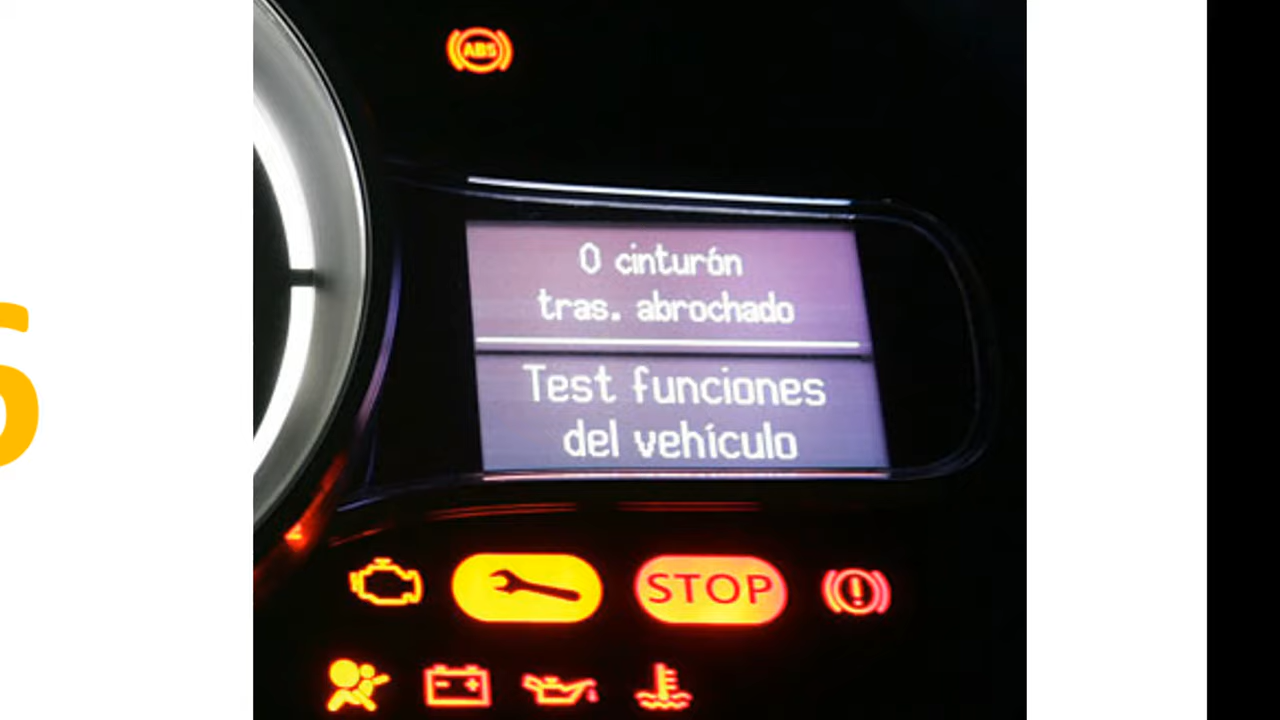 ABS
0 cinturón
tras. abrochado
Test funciones
del vehículo
STOP